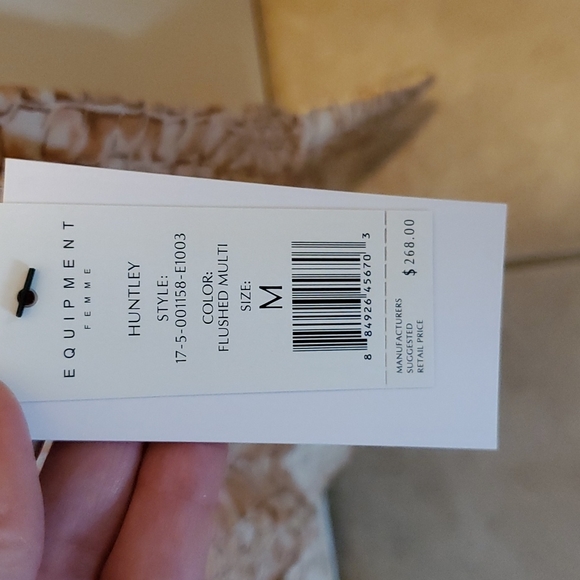 EQUIPMENT
FEMME
HUNTLEY
STYLE:
17-5-001158-E1003
COLOR:
FLUSHED MULTI
SIZE:
M
8 84926 45670 3
MANUFACTURERS
SUGGESTED
RETAIL PRICE
$268.00